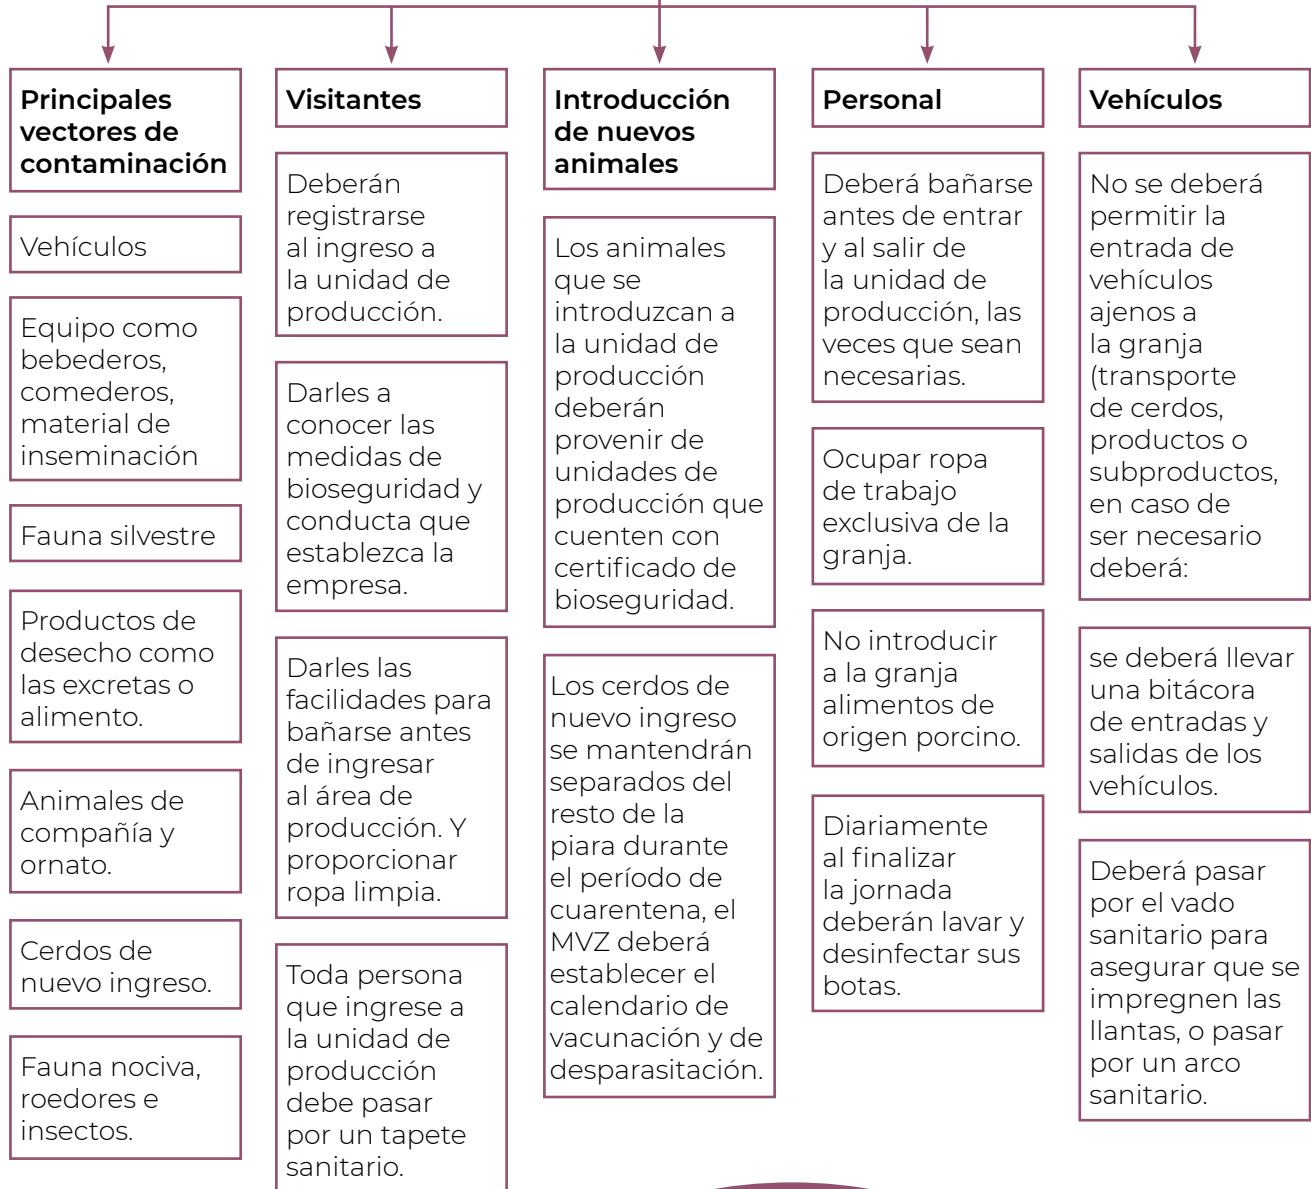 Principales
vectores de
contaminación
Vehículos
Equipo como
bebederos,
comederos,
material de
inseminación
Fauna silvestre
Productos de
desecho como
las excretas o
alimento.
Animales de
compañía y
ornato.
Cerdos de
nuevo ingreso.
Fauna nociva,
roedores e
insectos.
Visitantes
Deberán
registrarse
al ingreso a
la unidad de
producción.
Darles a
conocer las
medidas de
bioseguridad y
conducta que
establezca la
empresa.
Darles las
facilidades para
bañarse antes
de ingresar
al área de
producción. Y
proporcionar
ropa limpia.
Toda persona
que ingrese a
la unidad de
producción
debe pasar
por un tapete
sanitario.
Introducción
de nuevos
animales
Los animales
que se
introduzcan a
la unidad de
producción
deberán
provenir de
unidades de
producción que
cuenten con
certificado de
bioseguridad.
Los cerdos de
nuevo ingreso
se mantendrán
separados del
resto de la
piara durante
el período de
cuarentena, el
MVZ deberá
establecer el
calendario de
vacunación y de
desparasitación.
Personal
Deberá bañarse
antes de entrar
y al salir de
la unidad de
producción, las
veces que sean
necesarias.
Ocupar ropa
de trabajo
exclusiva de la
granja.
No introducir
a la granja
alimentos de
origen porcino.
Diariamente
al finalizar
la jornada
deberán lavar y
desinfectar sus
botas.
Vehículos
No se deberá
permitir la
entrada de
vehículos
ajenos a
la granja
(transporte
de cerdos,
productos o
subproductos,
en caso de
ser necesario
deberá:
se deberá llevar
una bitácora
de entradas y
salidas de los
vehículos.
Deberá pasar
por el vado
sanitario para
asegurar que se
impregnen las
llantas, o pasar
por un arco
sanitario.